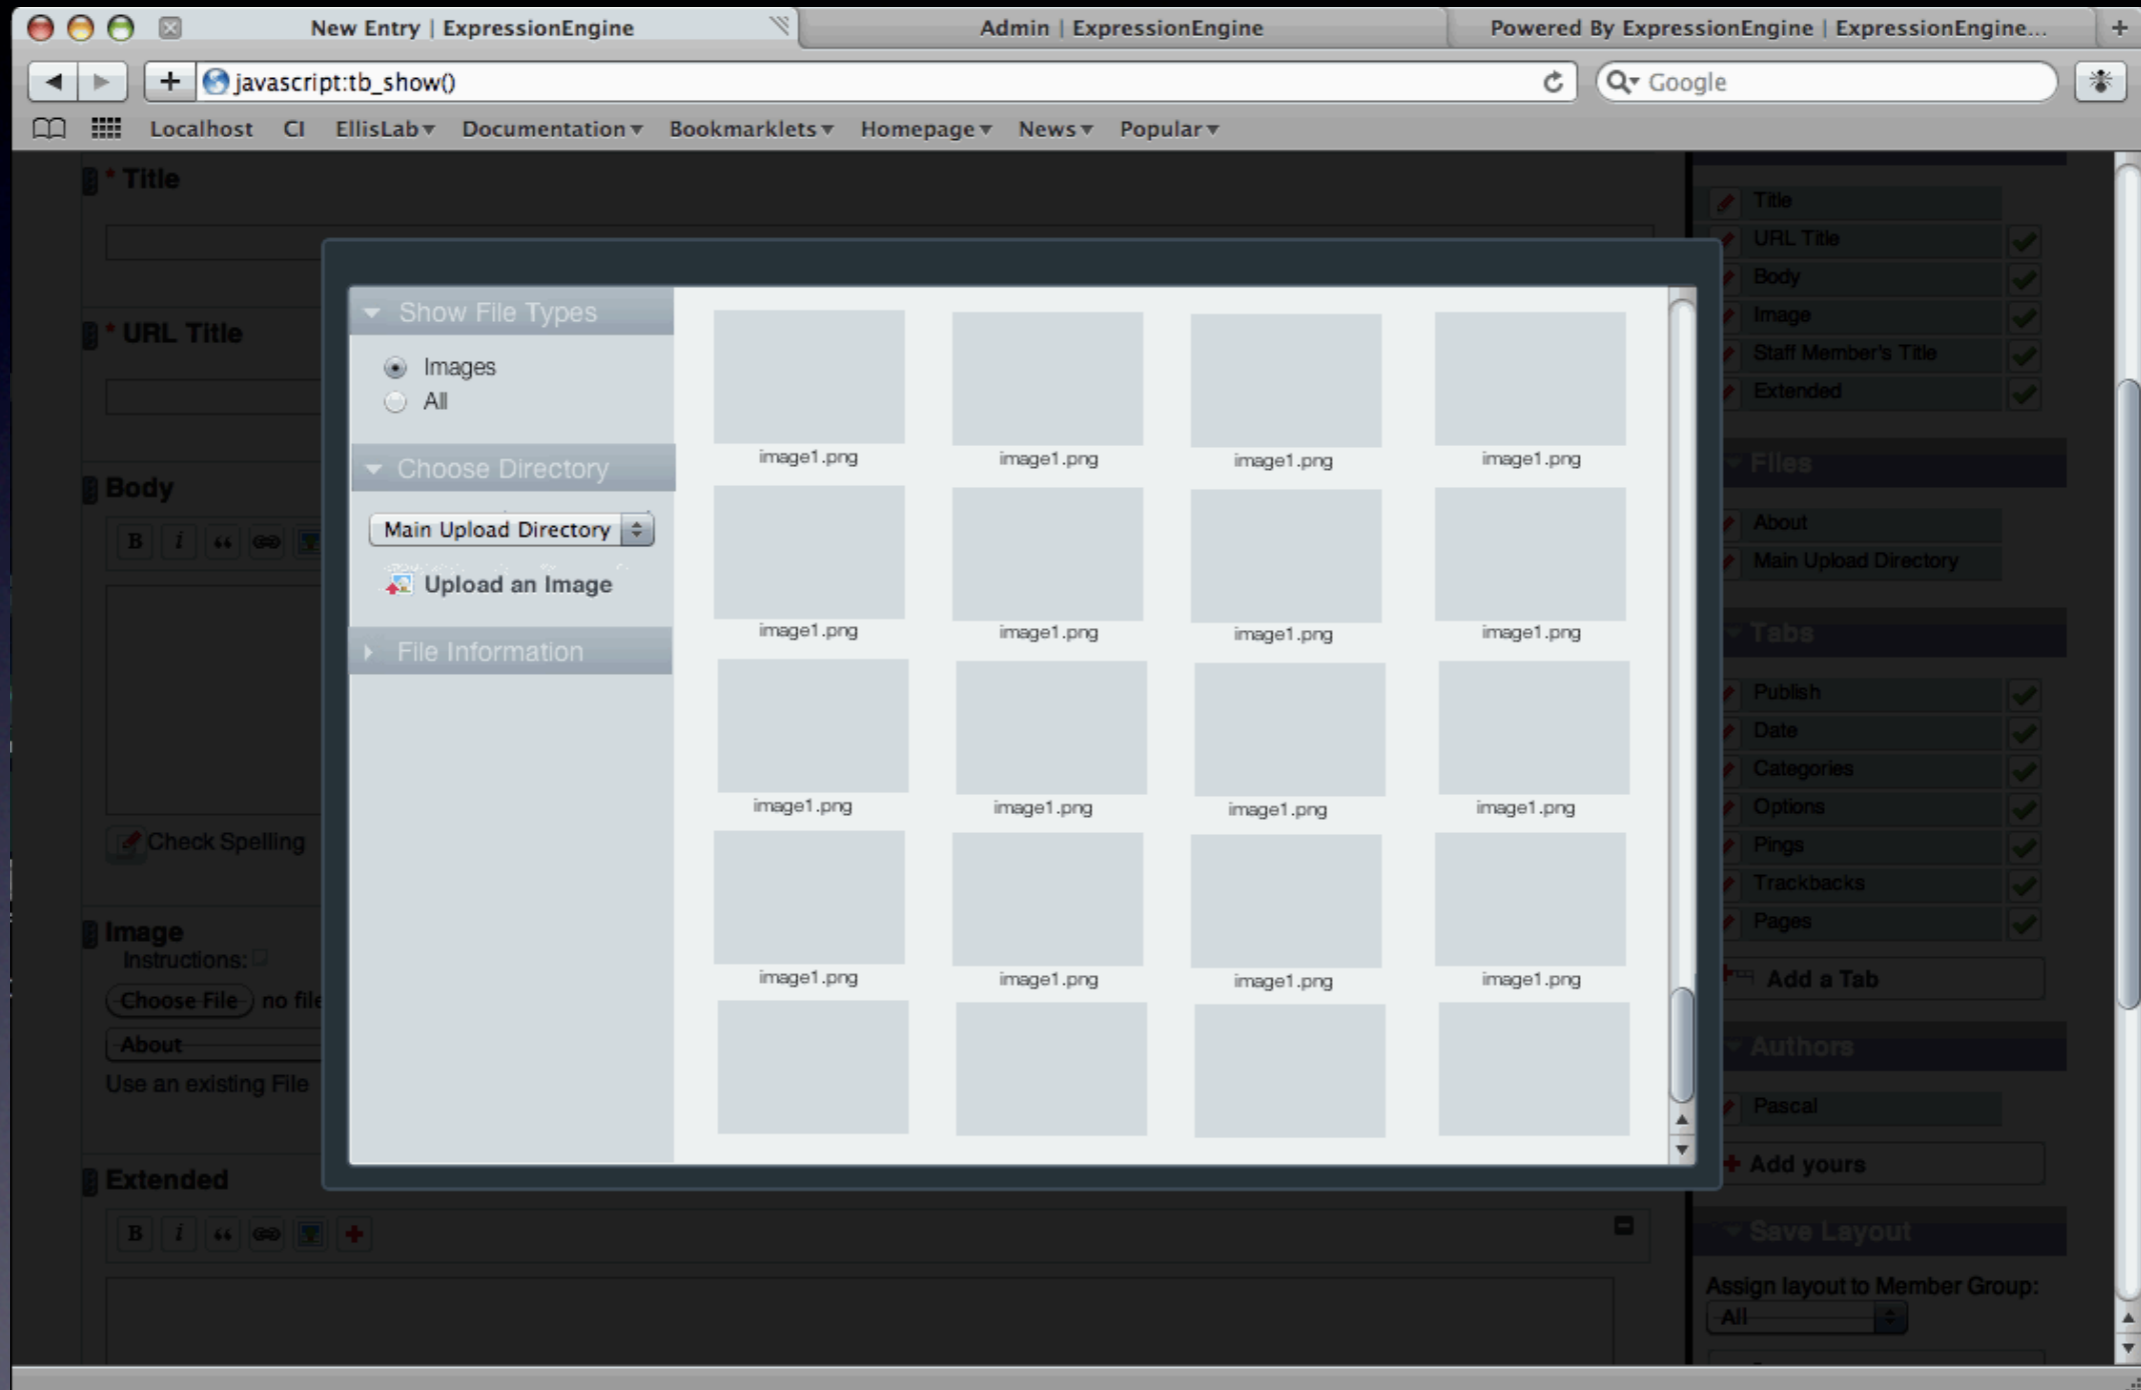 New Entry | ExpressionEngine
Admin | ExpressionEngine
Powered By ExpressionEngine | ExpressionEngine...
javascript:tb_show()
Google
Localhost CI EllisLab Documentation Bookmarklets Homepage News Popular
* Title
* URL Title
Body
B i
Check Spelling
Image
Instructions:
Choose File no file
About
Use an existing File
Extended
B i
Show File Types
Images
All
Choose Directory
Main Upload Directory
Upload an Image
File Information
image1.png image1.png image1.png image1.png
image1.png image1.png image1.png image1.png
image1.png image1.png image1.png image1.png
image1.png image1.png image1.png image1.png
Title
URL Title
Body
Image
Staff Member's Title
Extended
Files
About
Main Upload Directory
Tabs
Publish
Date
Categories
Options
Pings
Trackbacks
Pages
Add a Tab
Authors
Pascal
Add yours
Save Layout
Assign layout to Member Group:
All